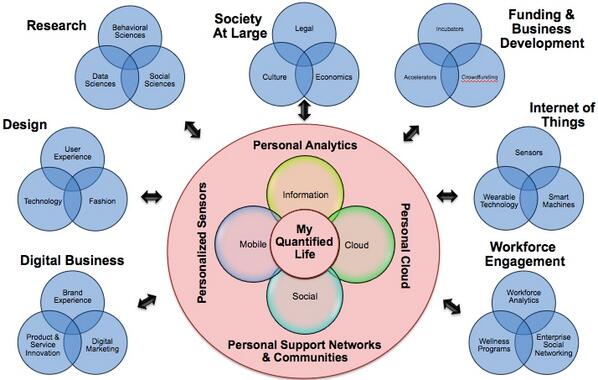 Research
Behavioral
Sciences
Data
Sciences
Social
Sciences
Society
At Large
Legal
Culture
Economics
Funding &
Business
Development
Incubators
Accelerators
Crowdfunding
Design
User
Experience
Technology
Fashion
Personal Analytics
Personalized Sensors
Personal Cloud
Information
Mobile
My
Quantified
Life
Cloud
Social
Personal Support Networks
& Communities
Internet of
Things
Sensors
Wearable
Technology
Smart
Machines
Digital Business
Brand
Experience
Product &
Service
Innovation
Digital
Marketing
Workforce
Engagement
Workforce
Analytics
Wellness
Programs
Enterprise
Social
Networking